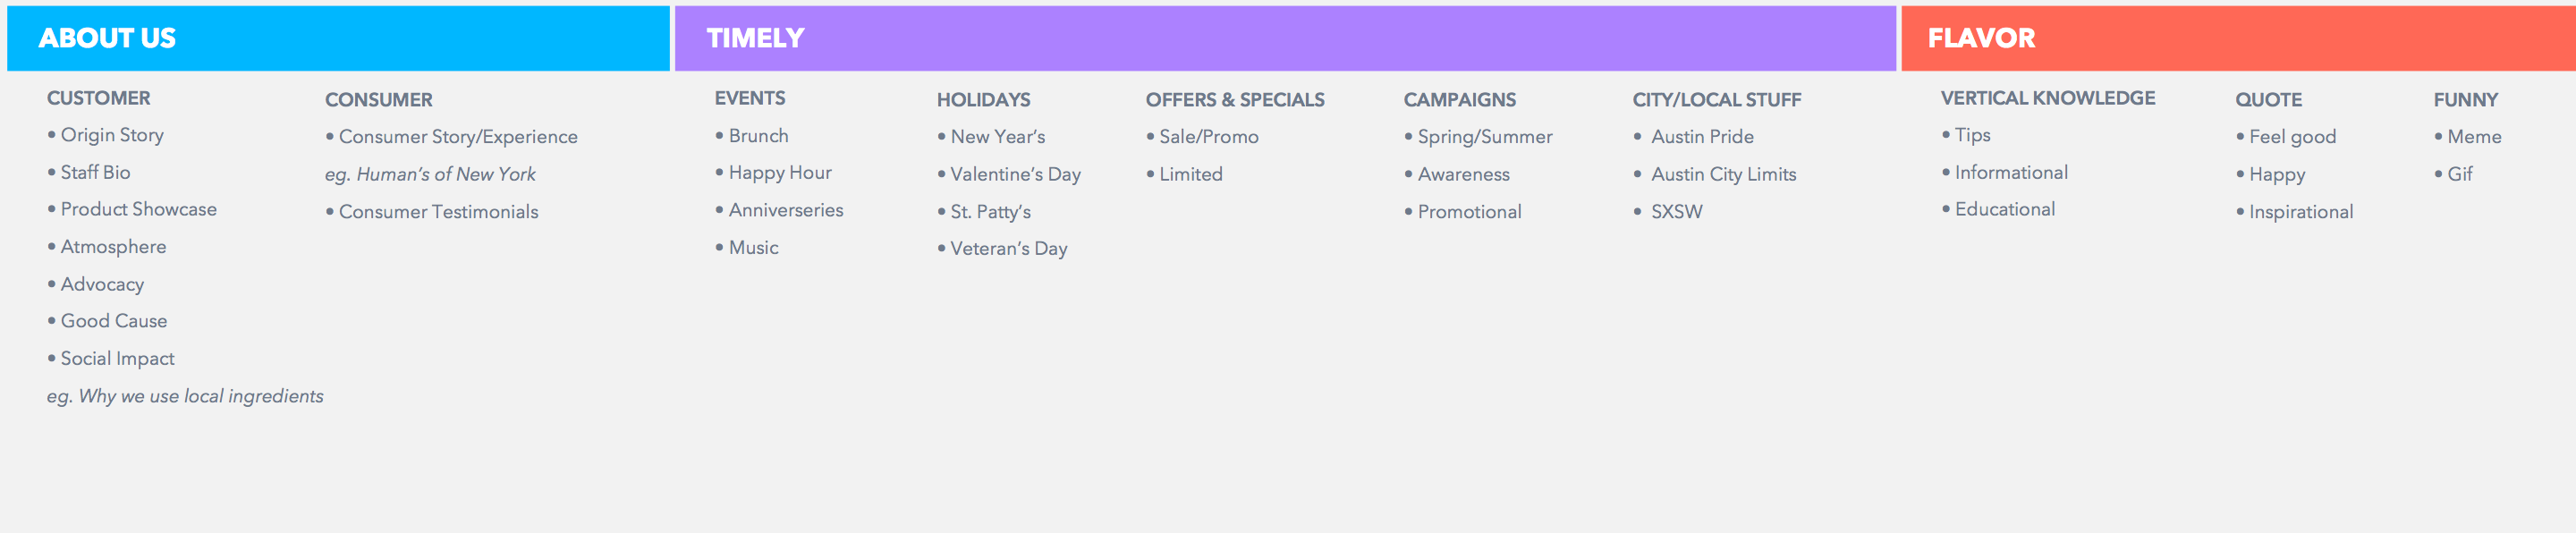 ABOUT US
CUSTOMER
• Origin Story
• Staff Bio
• Product Showcase
• Atmosphere
• Advocacy
• Good Cause
• Social Impact
eg. Why we use local ingredients
CONSUMER
• Consumer Story/Experience
eg. Human's of New York
• Consumer Testimonials
TIMELY
EVENTS
• Brunch
• Happy Hour
• Anniverseries
• Music
HOLIDAYS
• New Year's
• Valentine's Day
• St. Patty's
• Veteran's Day
OFFERS & SPECIALS
• Sale/Promo
• Limited
CAMPAIGNS
• Spring/Summer
• Awareness
• Promotional
CITY/LOCAL STUFF
• Austin Pride
• Austin City Limits
• SXSW
FLAVOR
VERTICAL KNOWLEDGE
• Tips
• Informational
• Educational
QUOTE
• Feel good
• Happy
• Inspirational
FUNNY
• Meme
• Gif